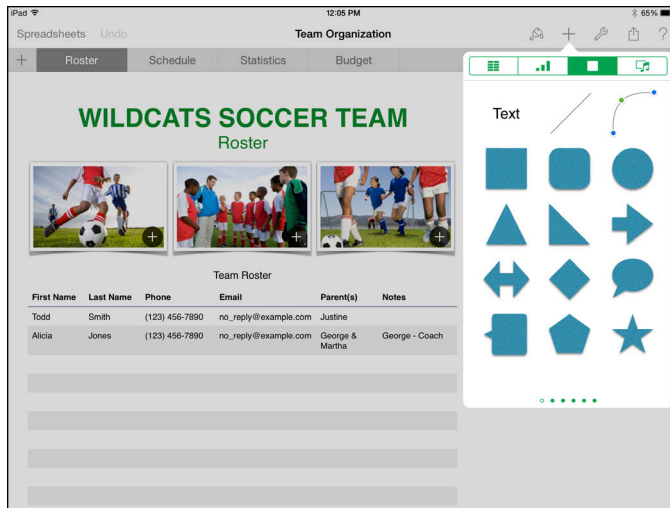 iPad 12:05 PM 65%
Spreadsheets Undo Team Organization ?
+ Roster Schedule Statistics Budget
Text
WILDCATS SOCCER TEAM
Roster
Team Roster
First Name Last Name Phone Email Parent(s) Notes
Todd Smith (123) 456-7890 no_reply@example.com Justine
Alicia Jones (123) 456-7890 no_reply@example.com George & George - Coach
Martha